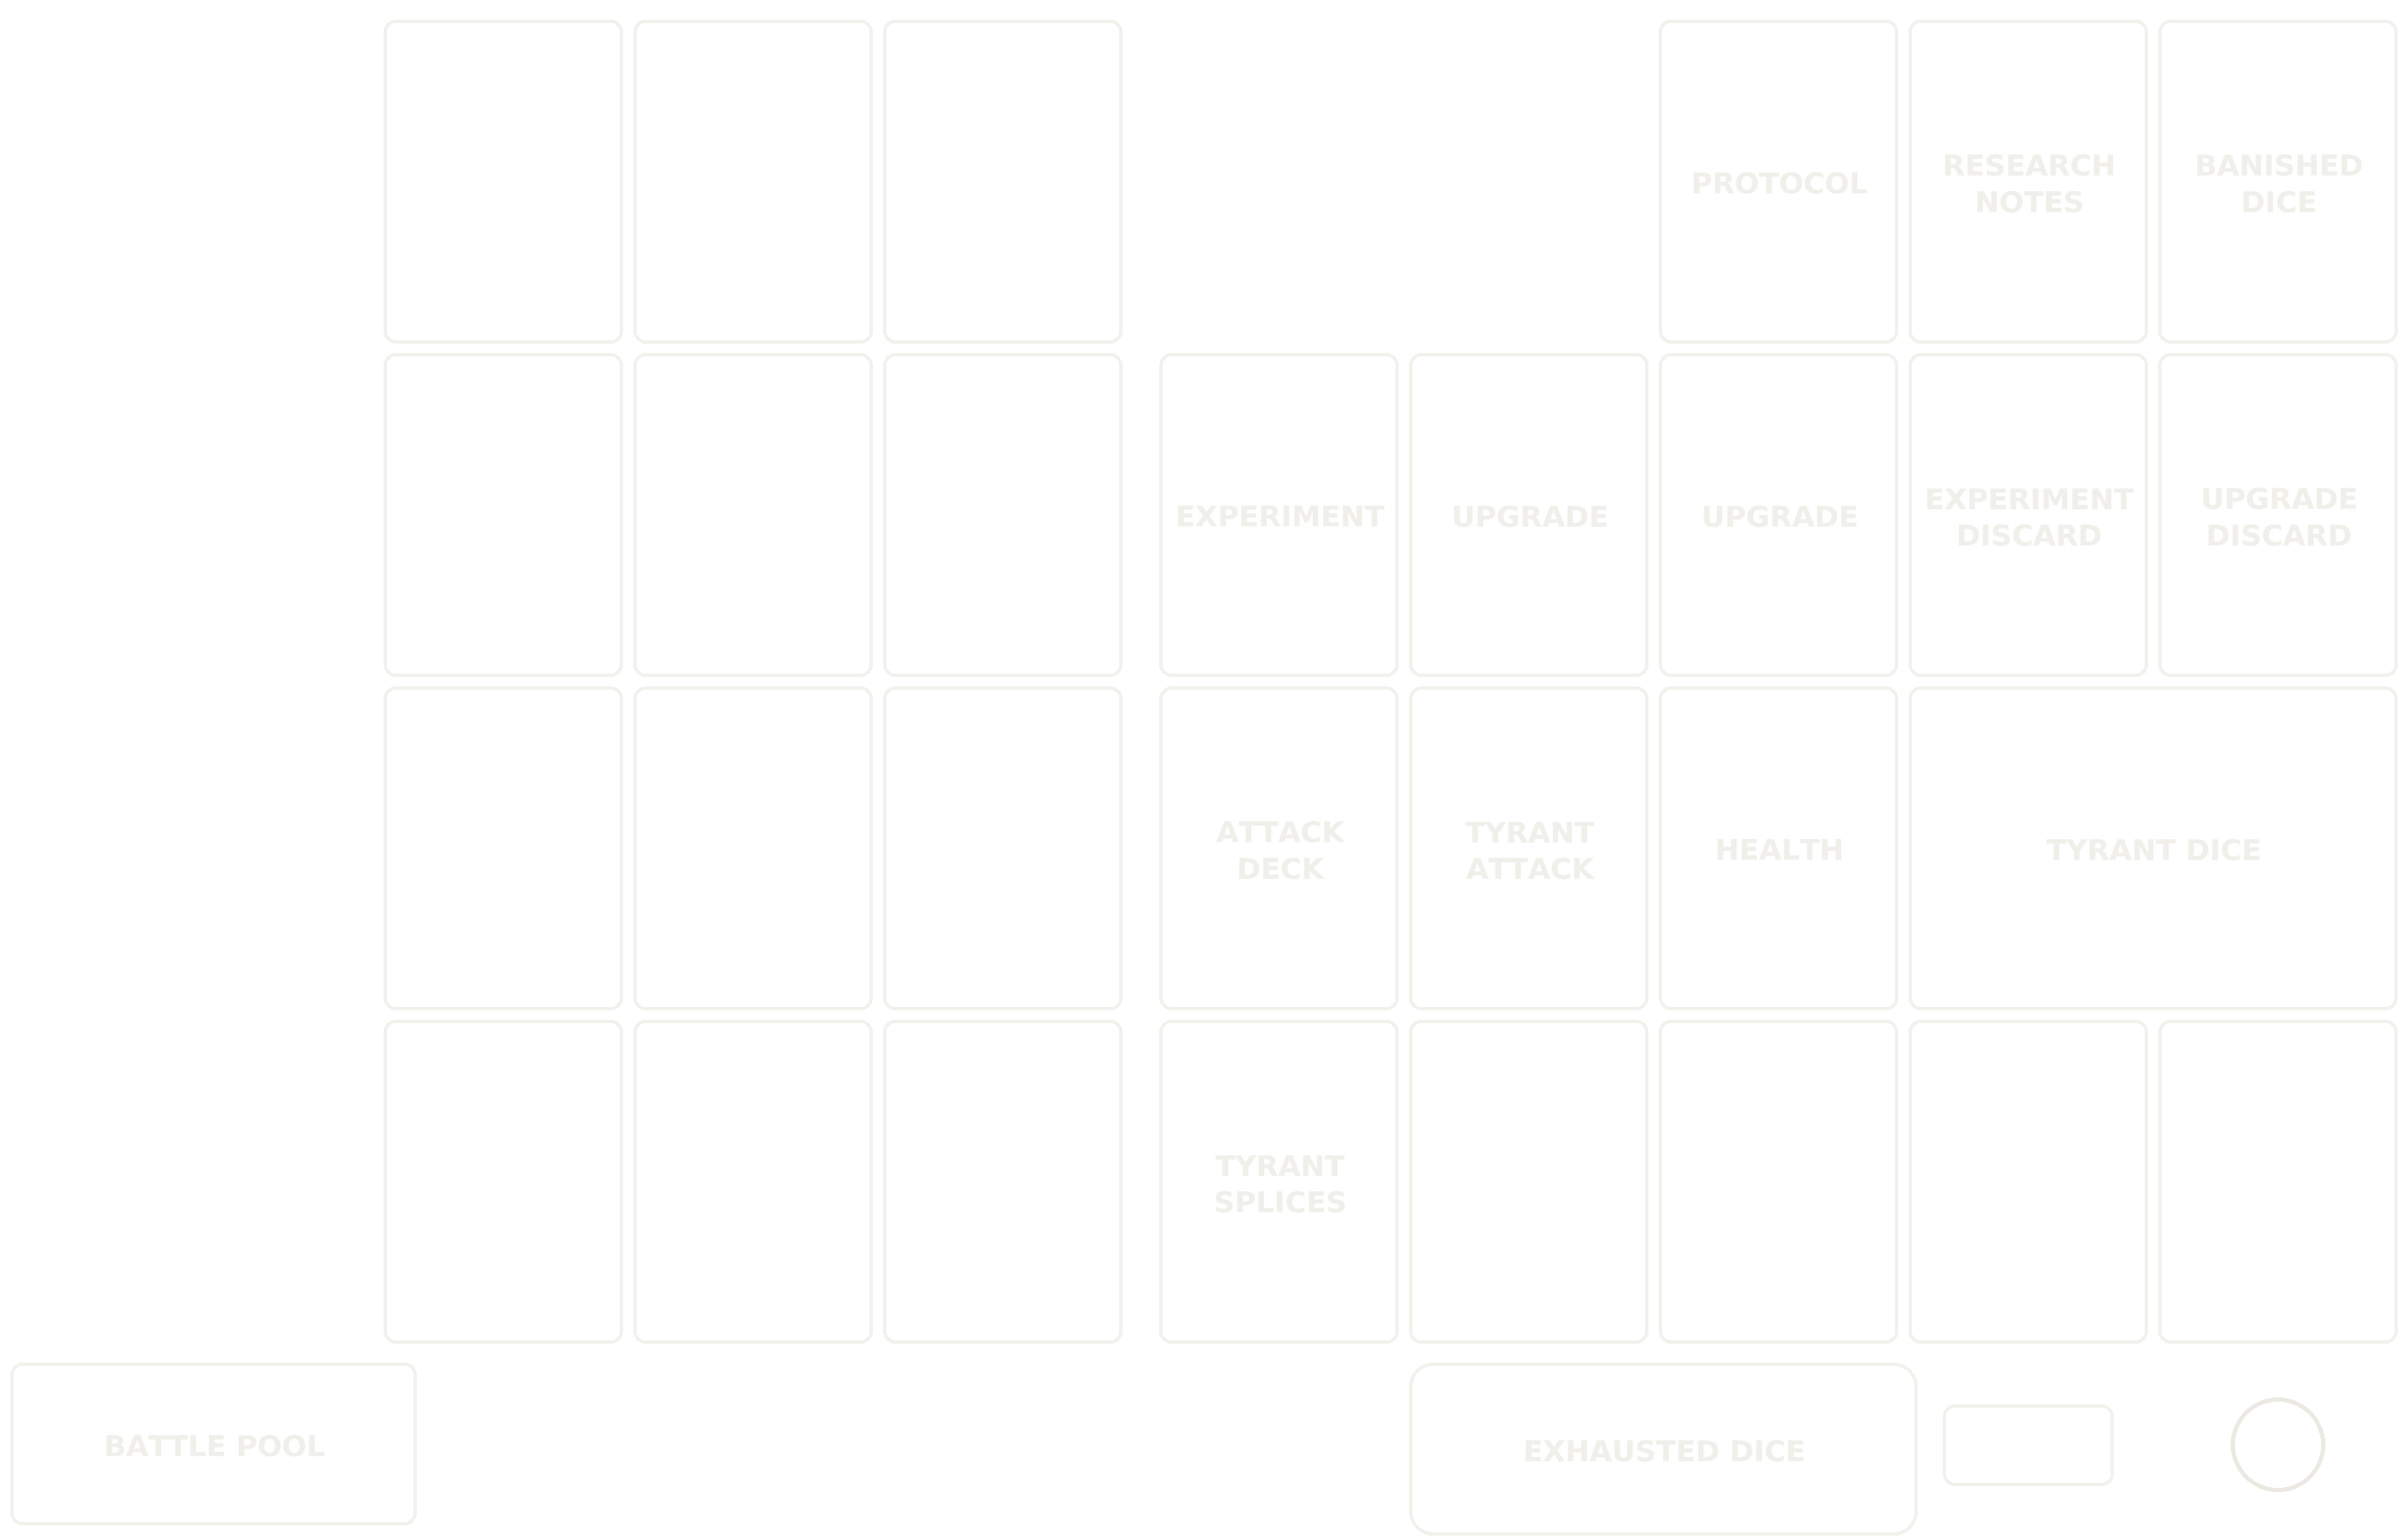 PROTOCOL
RESEARCH
NOTES
BANISHED
DICE
EXPERIMENT
UPGRADE
UPGRADE
EXPERIMENT
DISCARD
UPGRADE
DISCARD
ATTACK
DECK
TYRANT
ATTACK
HEALTH
TYRANT DICE
TYRANT
SPLICES
BATTLE POOL
EXHAUSTED DICE